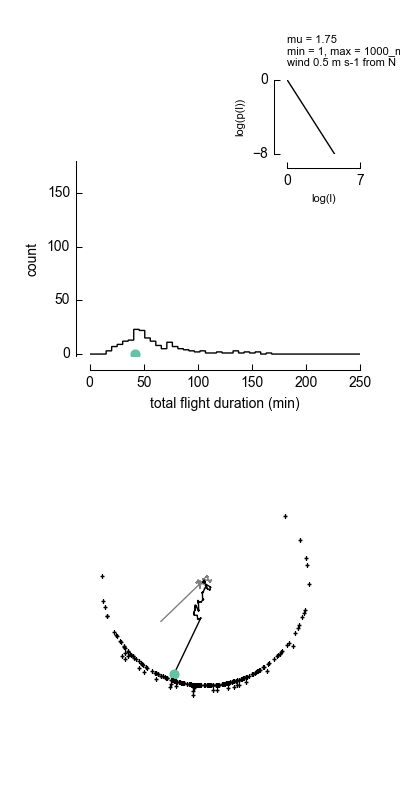 mu = 1.75
min = 1, max = 1000_m
wind 0.5 m s-1 from N
0
log(p(l))
−8
0 7
log(l)
150
100
count
50
0
0 50 100 150 200 250
total flight duration (min)